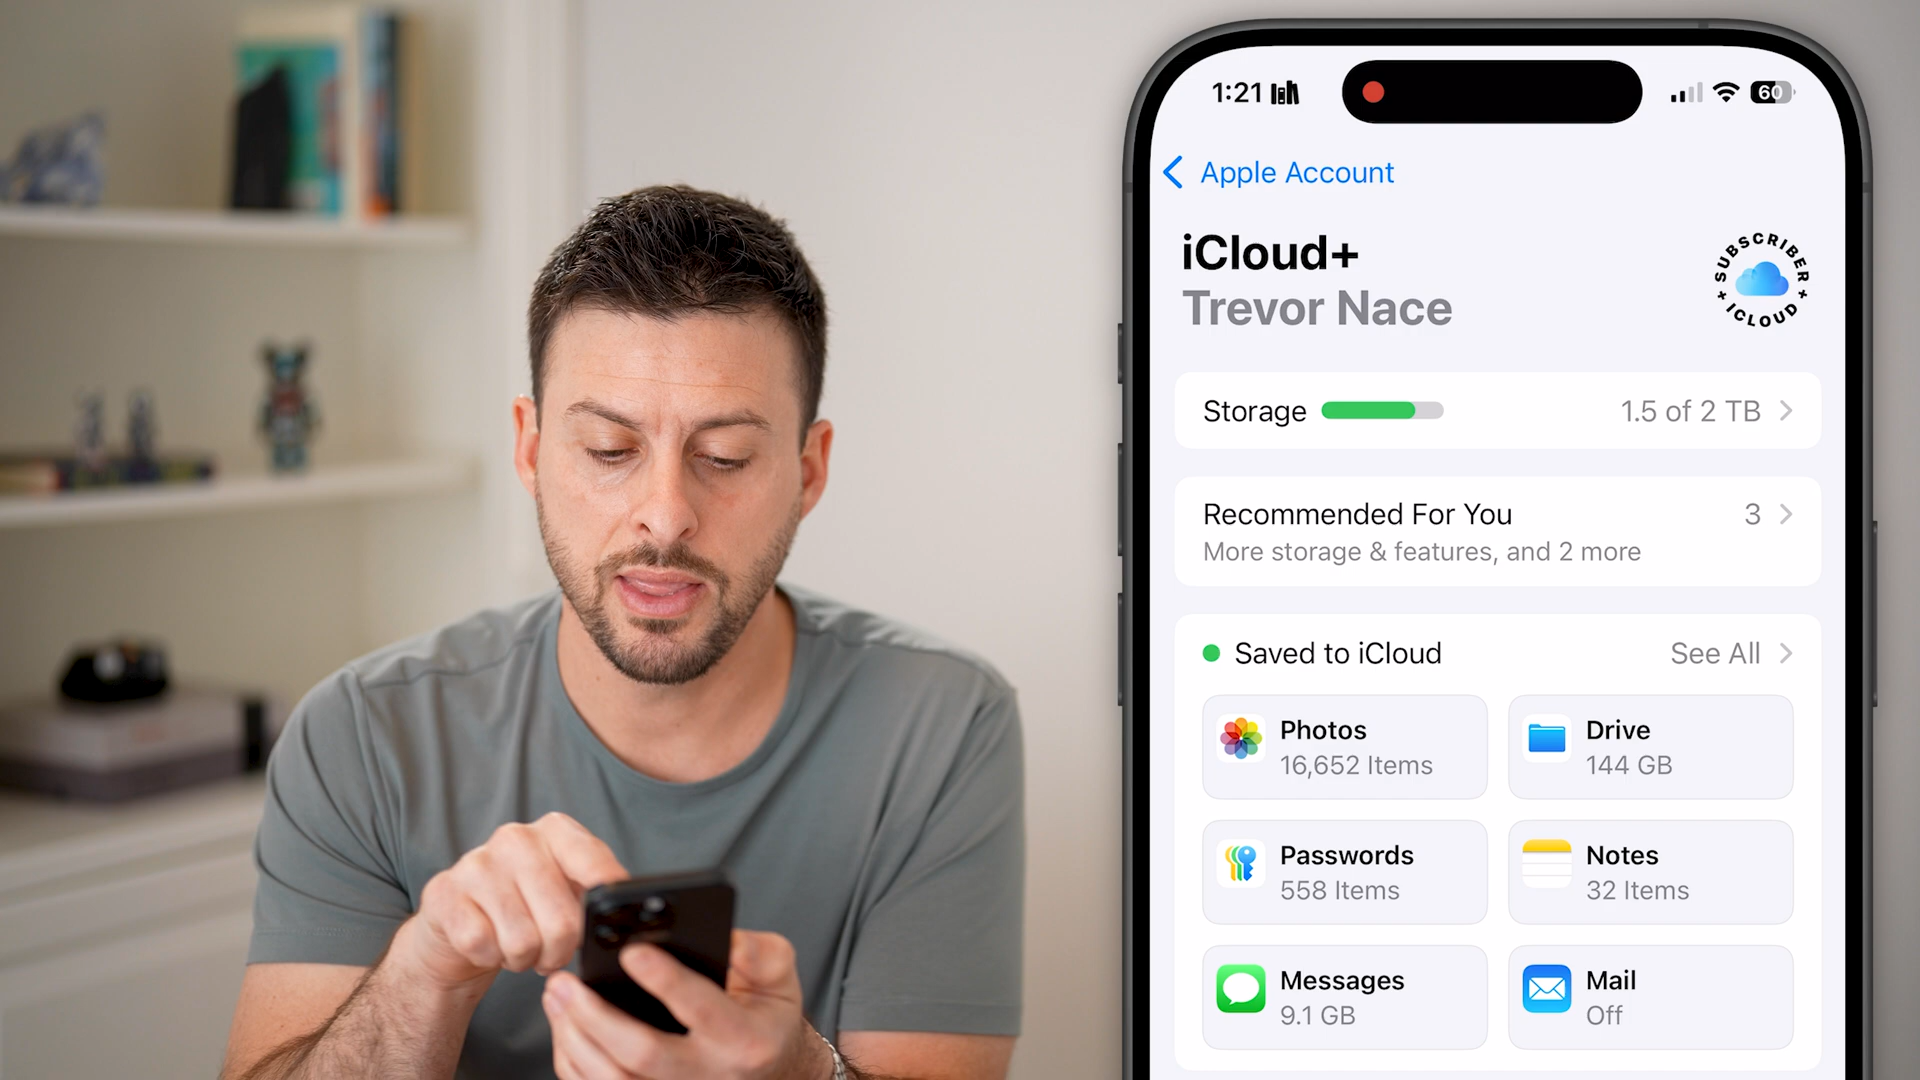 1:21
60
Apple Account
iCloud+
Trevor Nace
SUBSCRIBER
+ ICLOUD +
Storage
1.5 of 2 TB
Recommended For You
3
More storage & features, and 2 more
Saved to iCloud
See All
Photos
16,652 Items
Drive
144 GB
Passwords
558 Items
Notes
32 Items
Messages
9.1 GB
Mail
Off